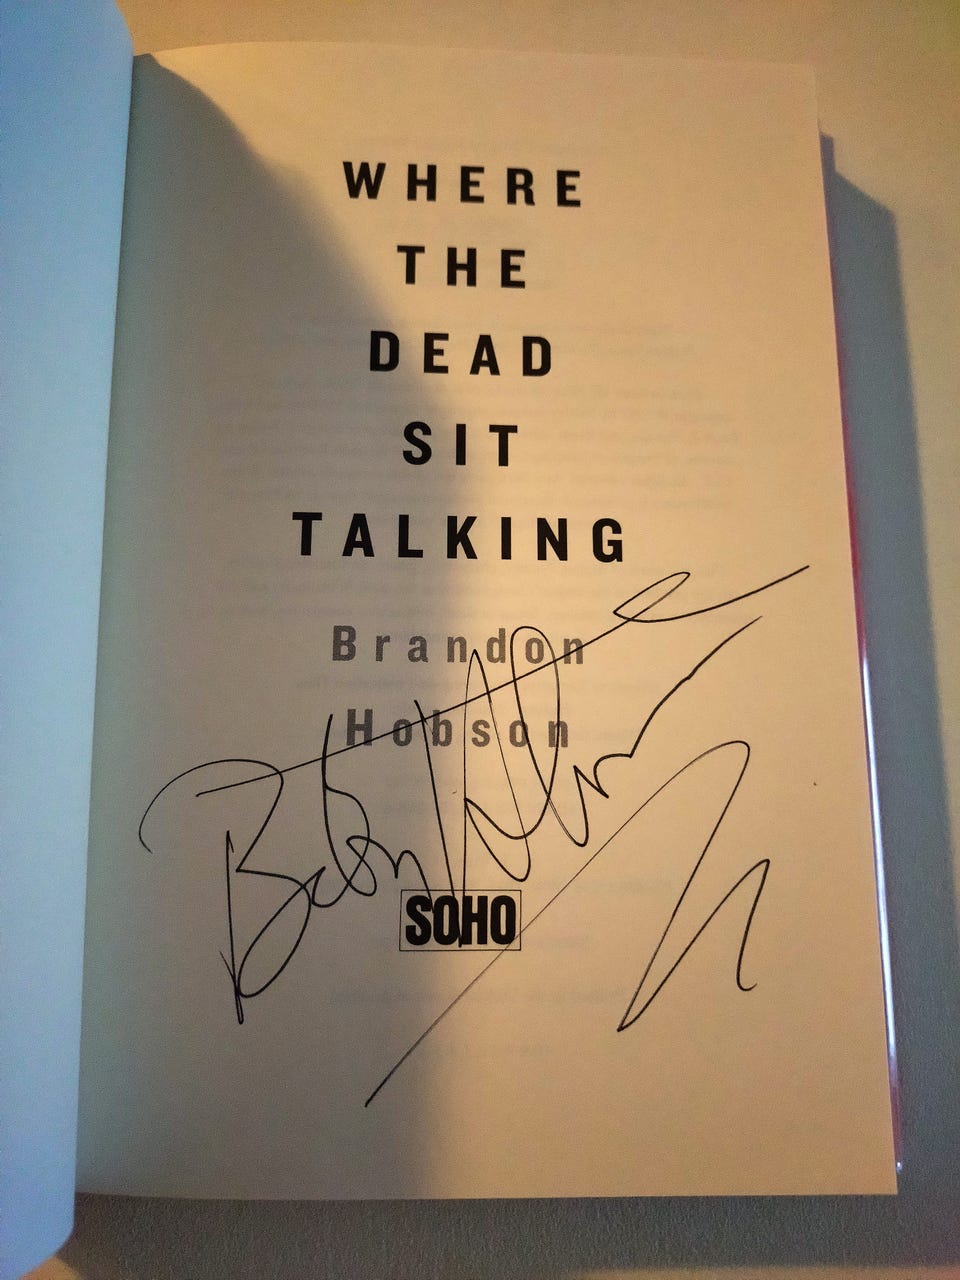 WHERE
THE
DEAD
SIT
TALKING
Brandon
Hobson
SOHO